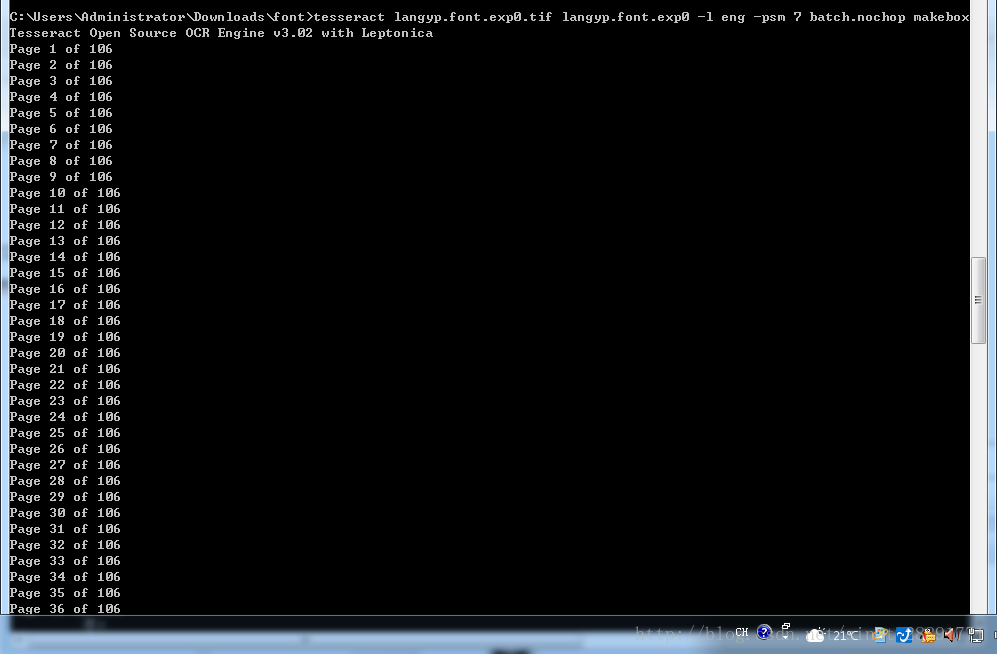 C:\Users\Administrator\Downloads\font>tesseract langyp.font.exp0.tif langyp.font.exp0 -l eng -psm 7 batch.nochop makebox
Tesseract Open Source OCR Engine v3.02 with Leptonica
Page 1 of 106
Page 2 of 106
Page 3 of 106
Page 4 of 106
Page 5 of 106
Page 6 of 106
Page 7 of 106
Page 8 of 106
Page 9 of 106
Page 10 of 106
Page 11 of 106
Page 12 of 106
Page 13 of 106
Page 14 of 106
Page 15 of 106
Page 16 of 106
Page 17 of 106
Page 18 of 106
Page 19 of 106
Page 20 of 106
Page 21 of 106
Page 22 of 106
Page 23 of 106
Page 24 of 106
Page 25 of 106
Page 26 of 106
Page 27 of 106
Page 28 of 106
Page 29 of 106
Page 30 of 106
Page 31 of 106
Page 32 of 106
Page 33 of 106
Page 34 of 106
Page 35 of 106
Page 36 of 106
CH 21℃